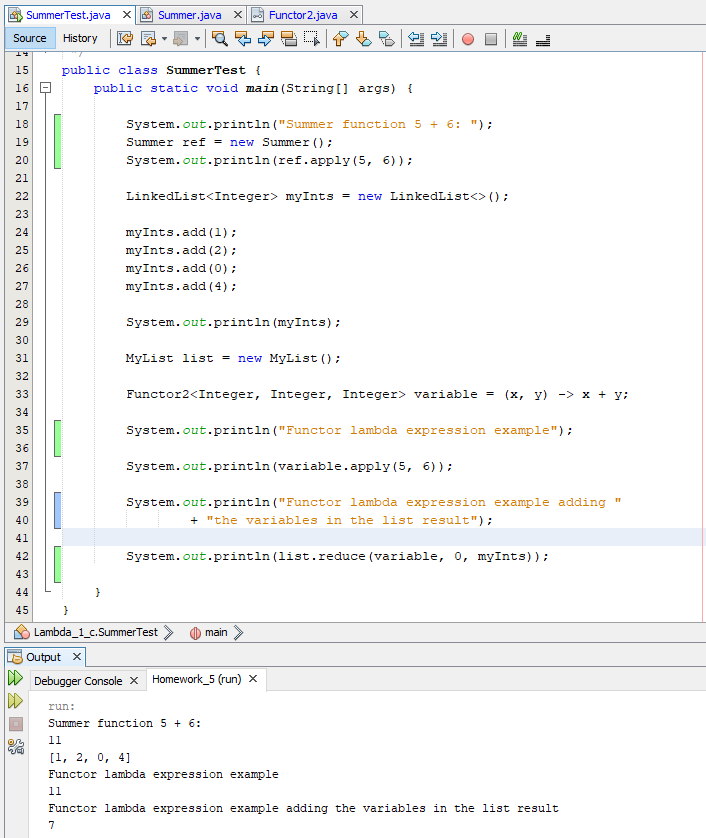 SummerTest.java Summer.java Functor2.java
Source History
14 */
15 public class SummerTest {
16 public static void main(String[] args) {
17
18 System.out.println("Summer function 5 + 6: ");
19 Summer ref = new Summer();
20 System.out.println(ref.apply(5, 6));
21
22 LinkedList<Integer> myInts = new LinkedList<>();
23
24 myInts.add(1);
25 myInts.add(2);
26 myInts.add(0);
27 myInts.add(4);
28
29 System.out.println(myInts);
30
31 MyList list = new MyList();
32
33 Functor2<Integer, Integer, Integer> variable = (x, y) -> x + y;
34
35 System.out.println("Functor lambda expression example");
36
37 System.out.println(variable.apply(5, 6));
38
39 System.out.println("Functor lambda expression example adding "
40 + "the variables in the list result");
41
42 System.out.println(list.reduce(variable, 0, myInts));
43
44 }
45 }
Lambda_1_c.SummerTest main
Output
Debugger Console Homework_5 (run)
run:
Summer function 5 + 6:
11
[1, 2, 0, 4]
Functor lambda expression example
11
Functor lambda expression example adding the variables in the list result
7